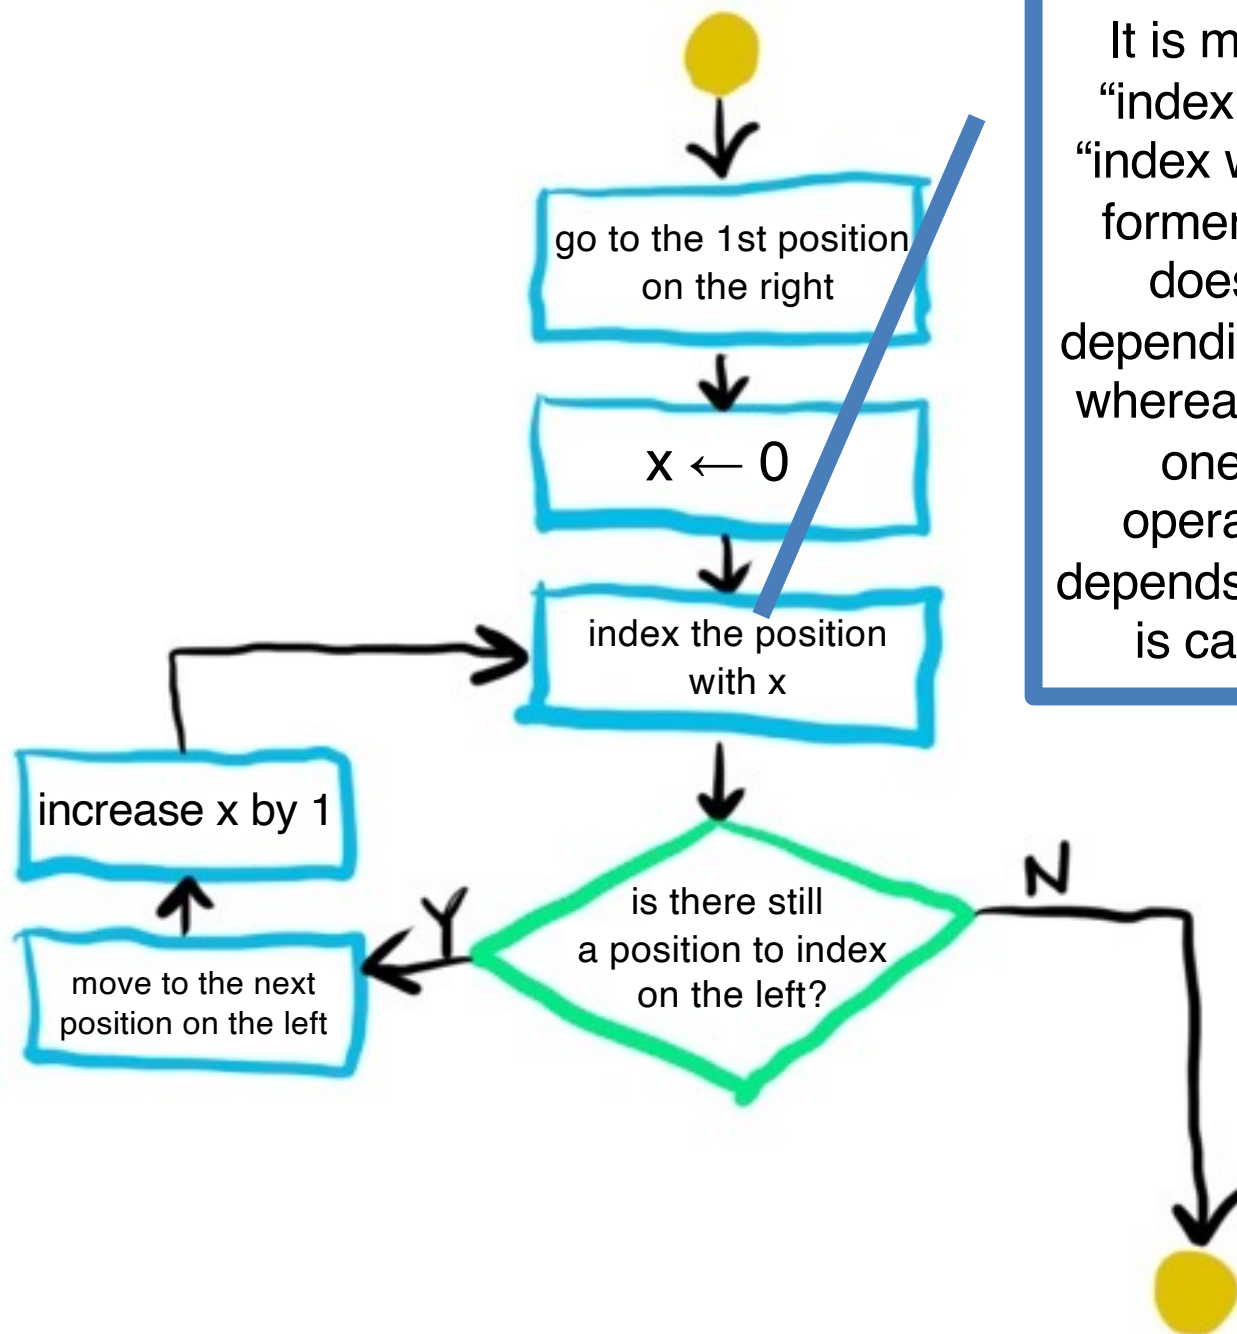 go to the 1st position
on the right
x ← 0
index the position
with x
is there still
a position to index
on the left?
Y
N
move to the next
position on the left
increase x by 1
It is m
“index
“index
former
does
depend
wherea
one
opera
depends
is ca